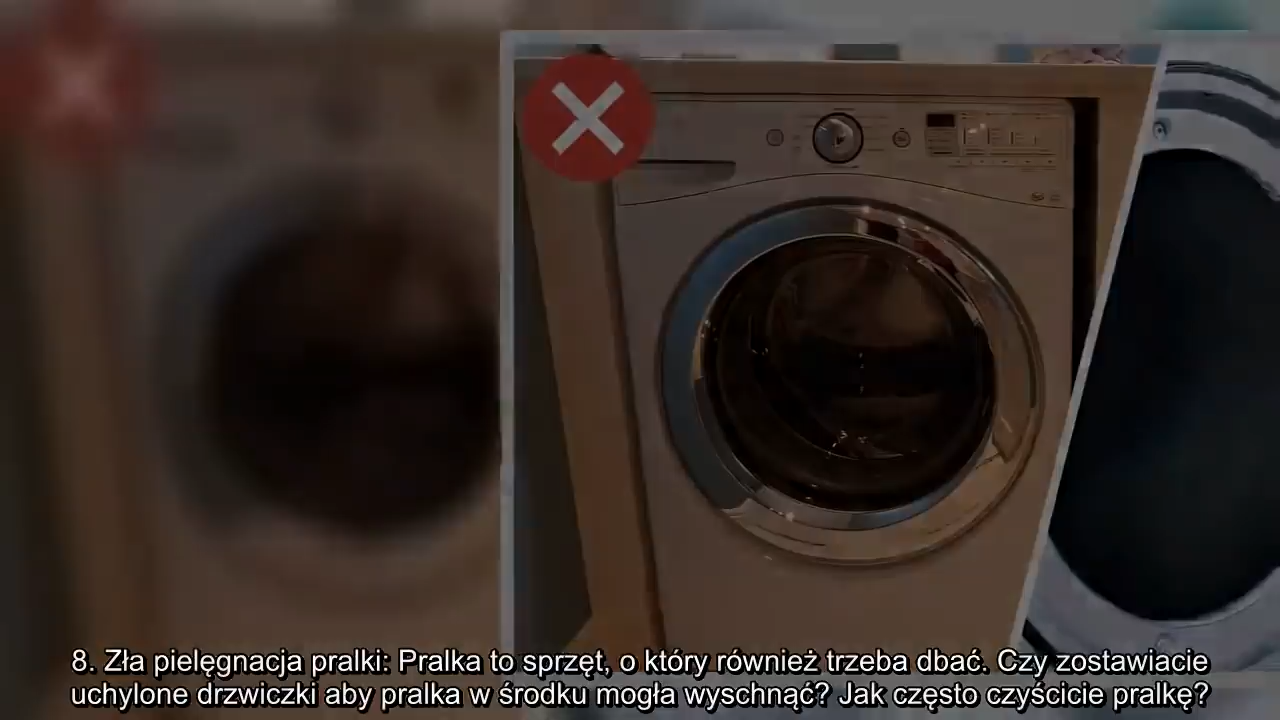 8. Zła pielęgnacja pralki: Pralka to sprzęt, o który również trzeba dbać. Czy zostawiacie
uchylone drzwiczki aby pralka w środku mogła wyschnąć? Jak często czyścicie pralkę?